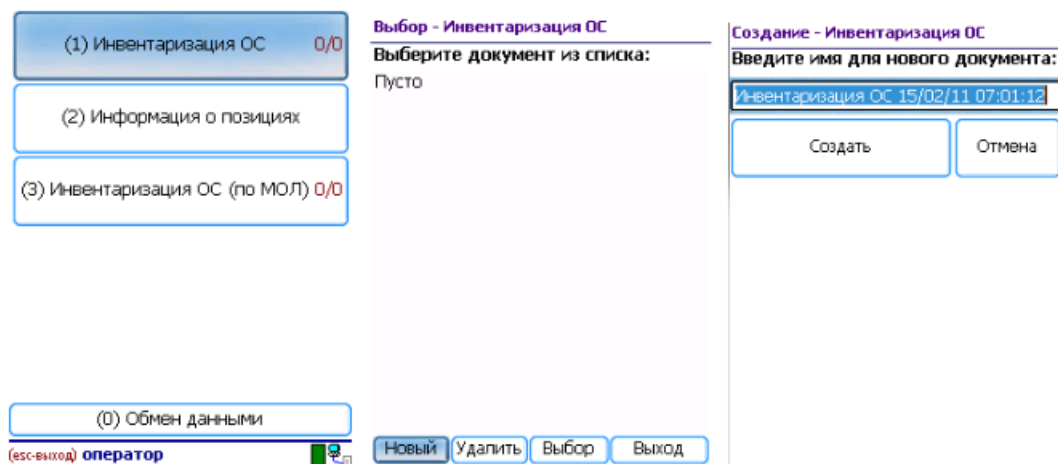 (1) Инвентаризация ОС 0/0
(2) Информация о позициях
(3) Инвентаризация ОС (по МОЛ) 0/0
(0) Обмен данными
(esc-выход) оператор
Выбор - Инвентаризация ОС
Выберите документ из списка:
Пусто
Новый Удалить Выбор Выход
Создание - Инвентаризация ОС
Введите имя для нового документа:
Инвентаризация ОС 15/02/11 07:01:12
Создать Отмена